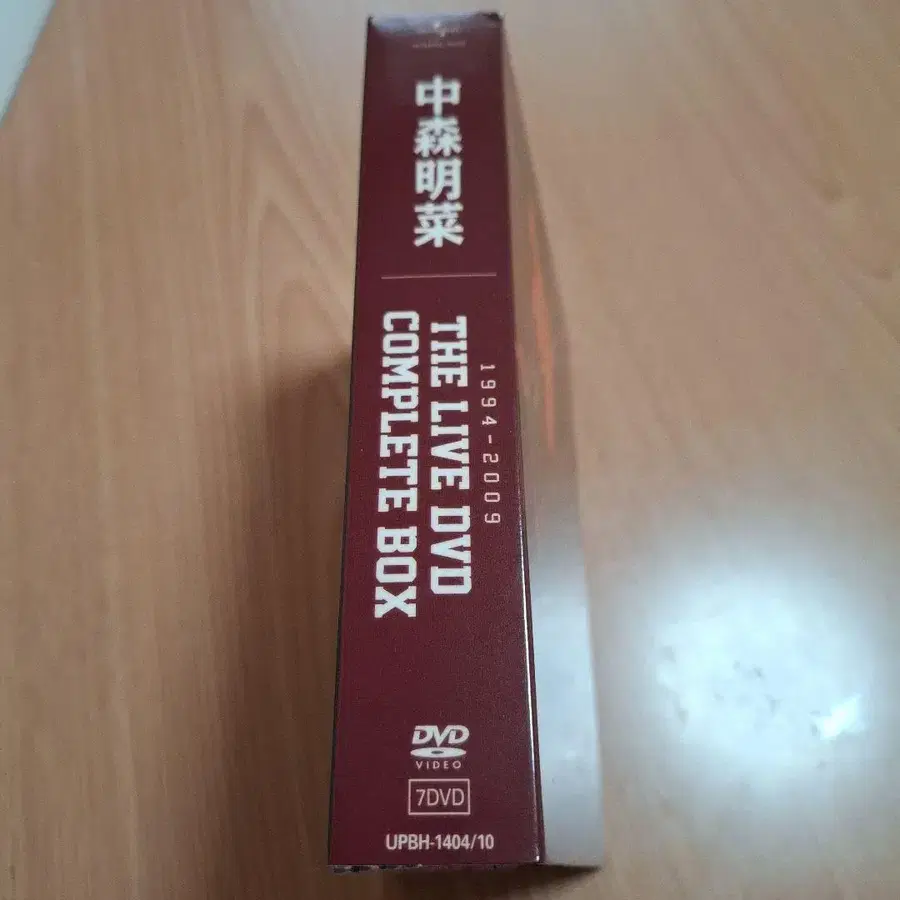 中森明菜
1994-2009
THE LIVE DVD
COMPLETE BOX
DVD
VIDEO
7DVD
UPBH-1404/10